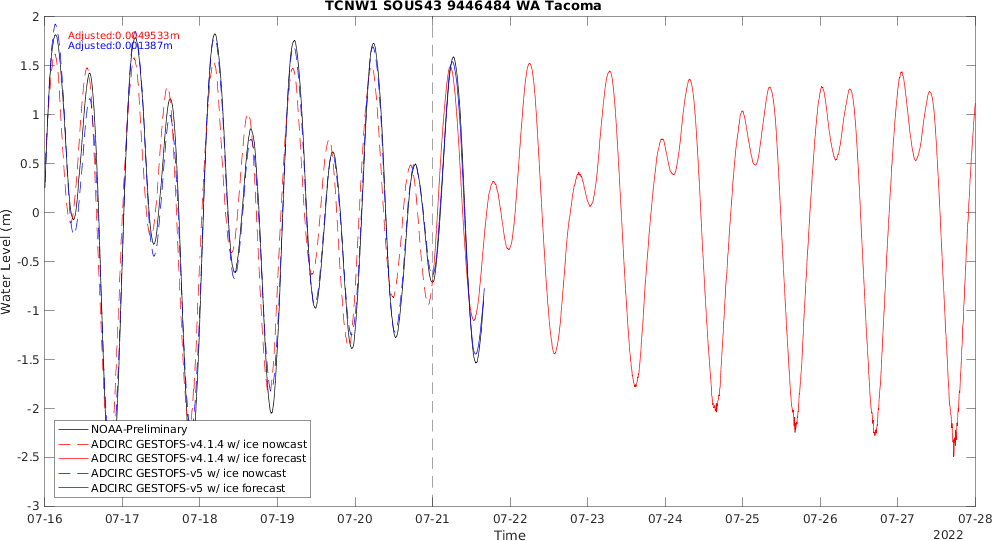 TCNW1 SOUS43 9446484 WA Tacoma
Adjusted:0.0049533m
Adjusted:0.001387m
2
1.5
1
0.5
0
-0.5
-1
-1.5
-2
-2.5
-3
Water Level (m)
NOAA-Preliminary
ADCIRC GESTOFS-v4.1.4 w/ ice nowcast
ADCIRC GESTOFS-v4.1.4 w/ ice forecast
ADCIRC GESTOFS-v5 w/ ice nowcast
ADCIRC GESTOFS-v5 w/ ice forecast
07-16 07-17 07-18 07-19 07-20 07-21 07-22 07-23 07-24 07-25 07-26 07-27 07-28
Time
2022